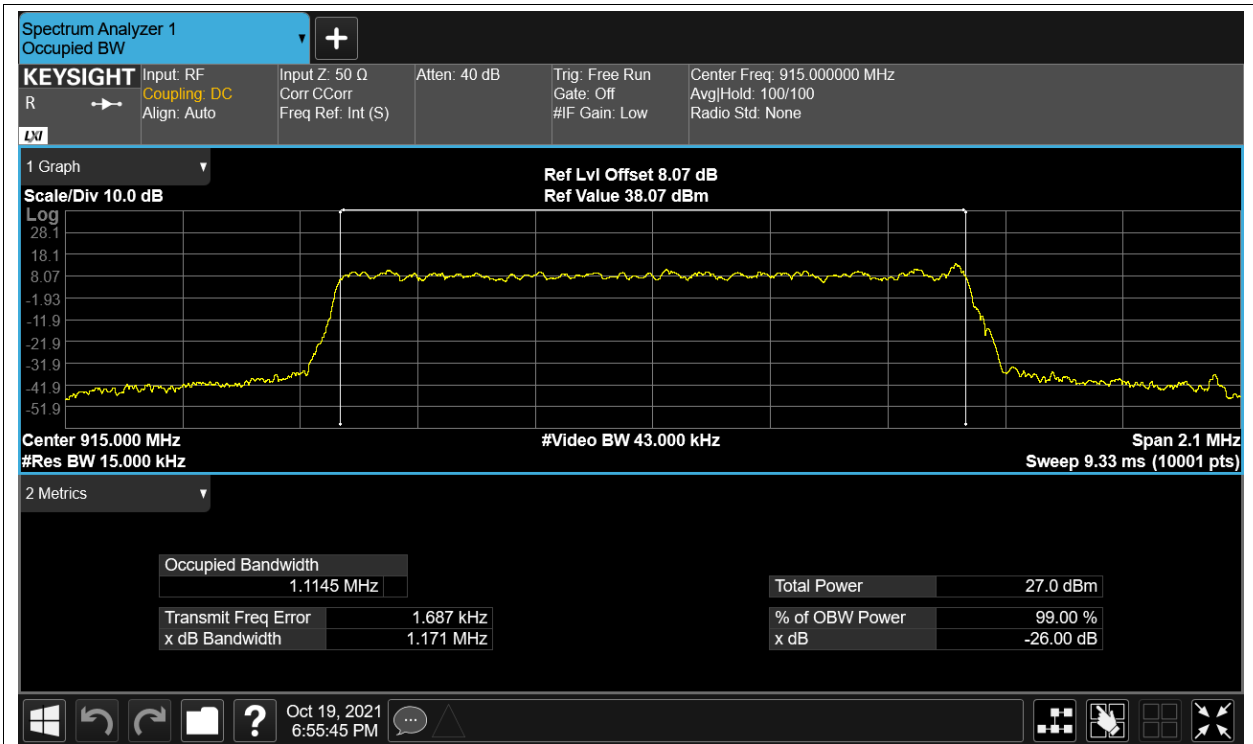 Spectrum Analyzer 1
Occupied BW
KEYSIGHT Input: RF Input Z: 50 Ω Atten: 40 dB Trig: Free Run Center Freq: 915.000000 MHz
R Coupling: DC Corr CCorr Gate: Off Avg|Hold: 100/100
Align: Auto Freq Ref: Int (S) #IF Gain: Low Radio Std: None
LXI
1 Graph
Ref Lvl Offset 8.07 dB
Scale/Div 10.0 dB Ref Value 38.07 dBm
Log
28.1
18.1
8.07
-1.93
-11.9
-21.9
-31.9
-41.9
-51.9
Center 915.000 MHz #Video BW 43.000 kHz Span 2.1 MHz
#Res BW 15.000 kHz Sweep 9.33 ms (10001 pts)
2 Metrics
Occupied Bandwidth
1.1145 MHz Total Power 27.0 dBm
Transmit Freq Error 1.687 kHz % of OBW Power 99.00 %
x dB Bandwidth 1.171 MHz x dB -26.00 dB
? Oct 19, 2021
6:55:45 PM